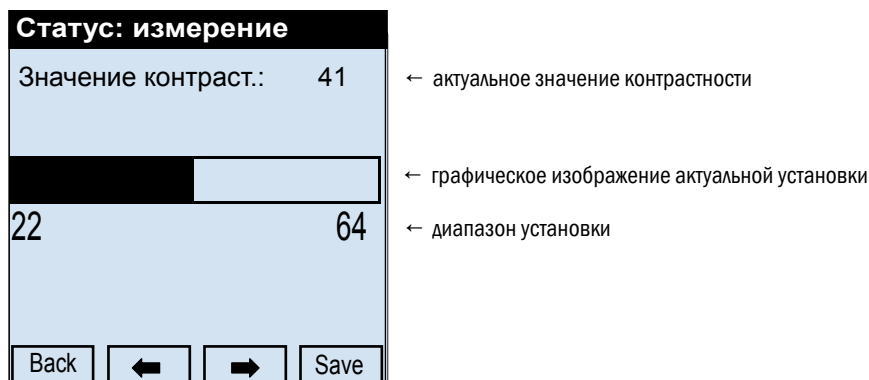 Статус: измерение
Значение контраст.: 41 ← актуальное значение контрастности
← графическое изображение актуальной установки
22 64 ← диапазон установки
Back ← → Save